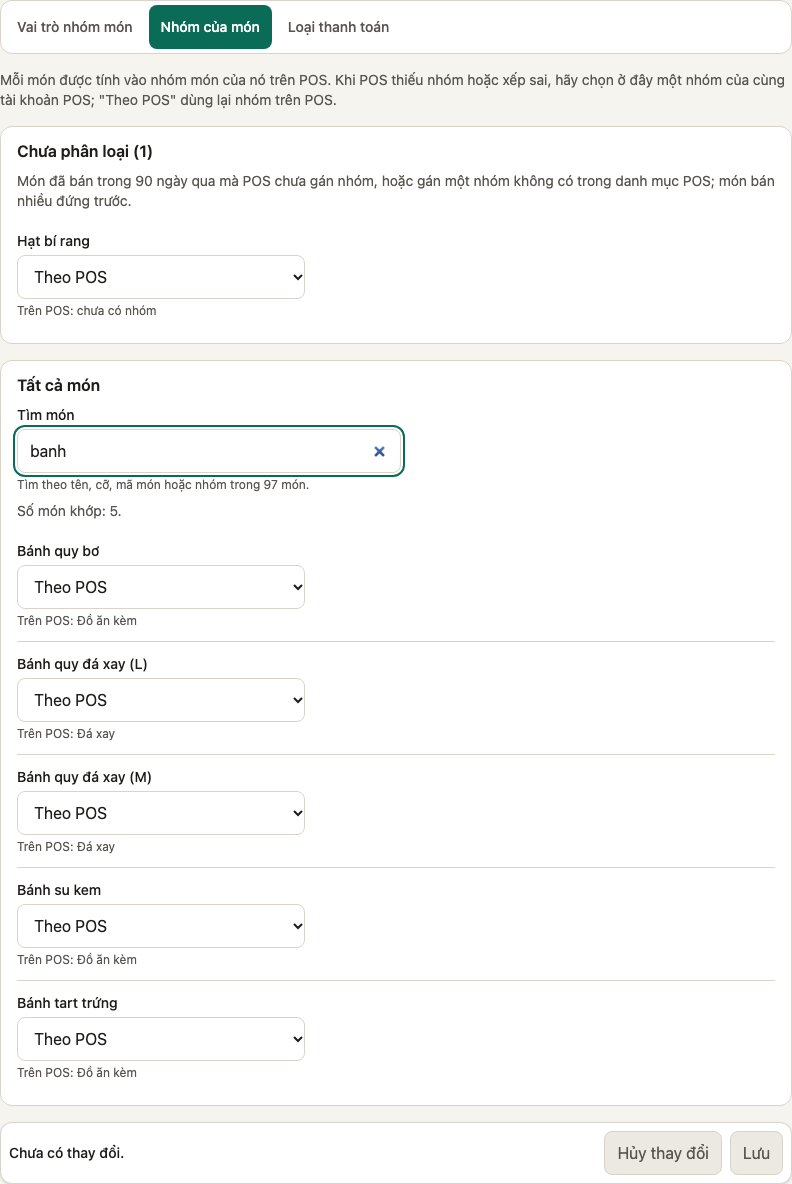 Vai trò nhóm món
Nhóm của món
Loại thanh toán
Mỗi món được tính vào nhóm món của nó trên POS. Khi POS thiếu nhóm hoặc xếp sai, hãy chọn ở đây một nhóm của cùng
tài khoản POS; "Theo POS" dùng lại nhóm trên POS.
Chưa phân loại (1)
Món đã bán trong 90 ngày qua mà POS chưa gán nhóm, hoặc gán một nhóm không có trong danh mục POS; món bán
nhiều đứng trước.
Hạt bí rang
Theo POS
Trên POS: chưa có nhóm
Tất cả món
Tìm món
banh
Tìm theo tên, cỡ, mã món hoặc nhóm trong 97 món.
Số món khớp: 5.
Bánh quy bơ
Theo POS
Trên POS: Đồ ăn kèm
Bánh quy đá xay (L)
Theo POS
Trên POS: Đá xay
Bánh quy đá xay (M)
Theo POS
Trên POS: Đá xay
Bánh su kem
Theo POS
Trên POS: Đồ ăn kèm
Bánh tart trứng
Theo POS
Trên POS: Đồ ăn kèm
Chưa có thay đổi.
Hủy thay đổi
Lưu